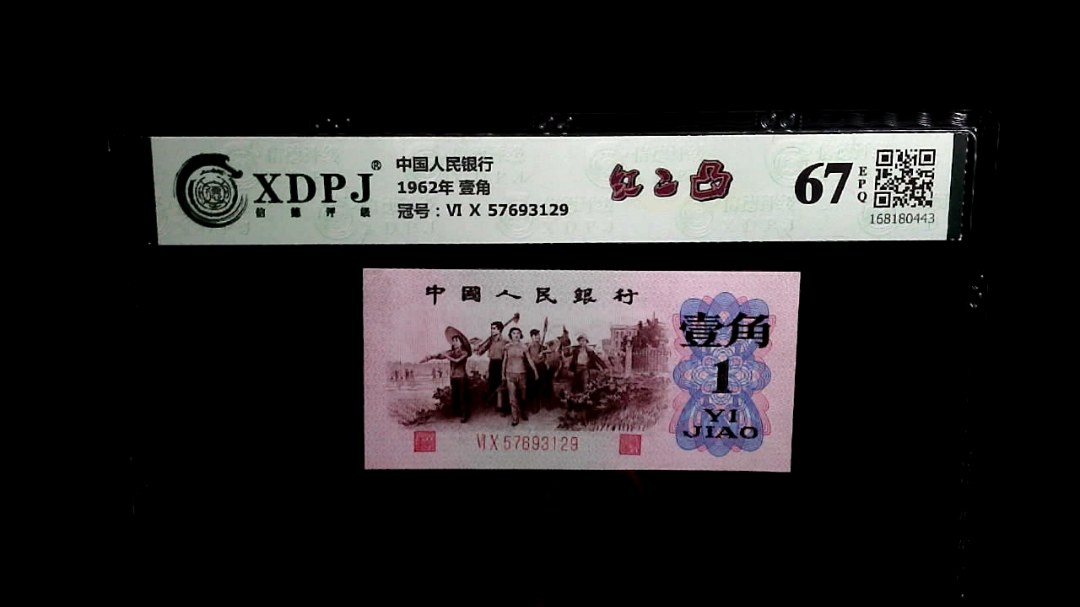 XDPJ®
信德评级
中国人民银行
1962年 壹角
冠号：VI X 57693129
红三凸
67
EPQ
168180443
中國人民銀行
壹角
1
YI
JIAO
VI X 57693129